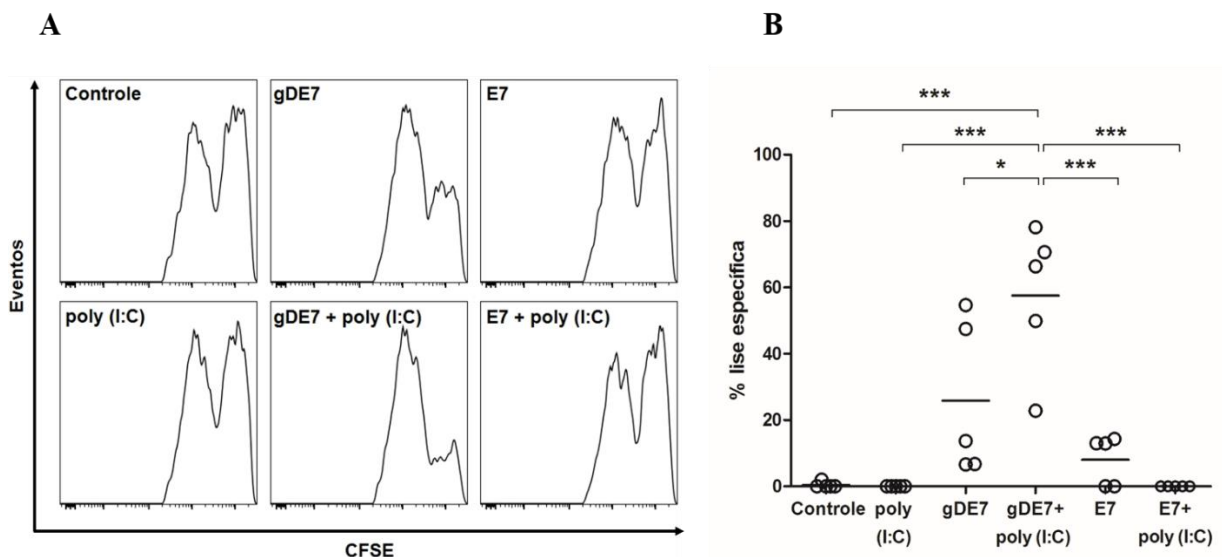 A
B
Controle
gDE7
E7
poly (I:C)
gDE7 + poly (I:C)
E7 + poly (I:C)
Eventos
CFSE
***
***
***
*
***
100
80
60
40
20
0
% lise específica
Controle poly gDE7 gDE7+ E7 E7+
(I:C) poly (I:C) poly (I:C)